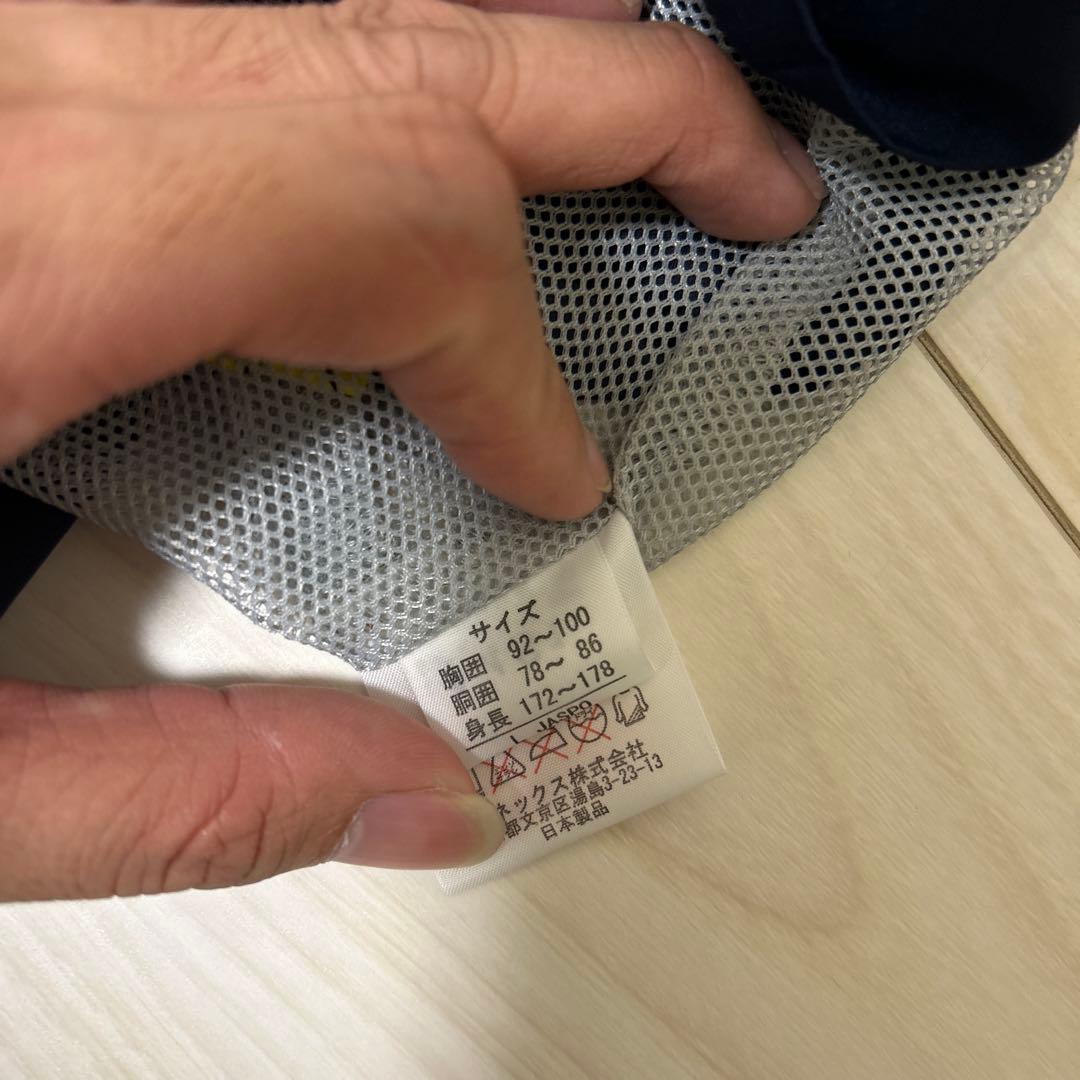 サイズ
胸囲 92〜100
胴囲 78〜 86
身長 172〜178
L JASPO
ネックス株式会社
都文京区湯島3-23-13
日本製品